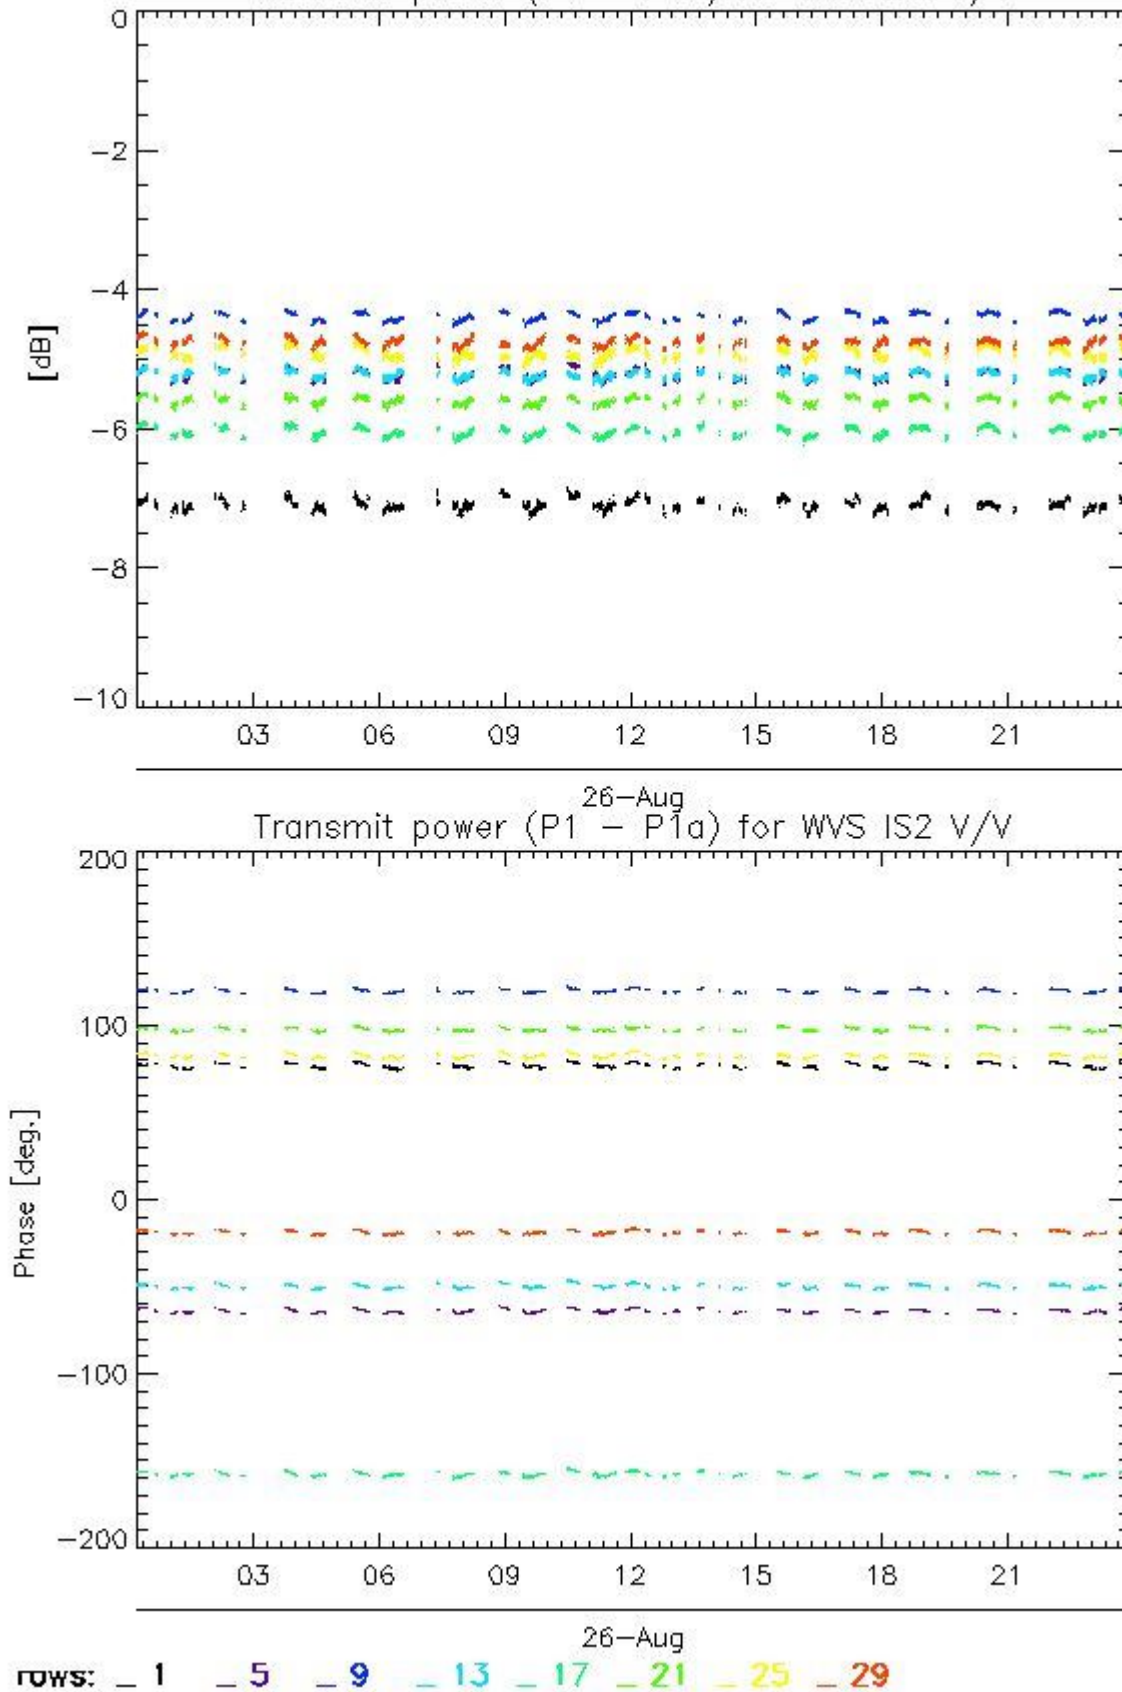 0
−2
−4
[dB]
−6
−8
−10
03 06 09 12 15 18 21
26−Aug
Transmit power (P1 − P1a) for WVS IS2 V/V
200
100
0
Phase [deg.]
−100
−200
03 06 09 12 15 18 21
26−Aug
rows: _ 1 _ 5 _ 9 _ 13 _ 17 _ 21 _ 25 _ 29